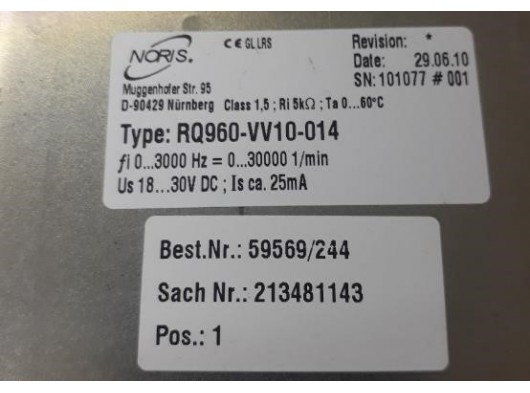 NORIS. CE GL LRS Revision: *
Date: 29.06.10
Muggenhofer Str. 95 SN: 101077 # 001
D-90429 Nürnberg Class 1,5 ; Ri 5kΩ ; Ta 0...60°C
Type: RQ960-VV10-014
fi 0...3000 Hz = 0...30000 1/min
Us 18...30V DC ; Is ca. 25mA
Best.Nr.: 59569/244
Sach Nr.: 213481143
Pos.: 1